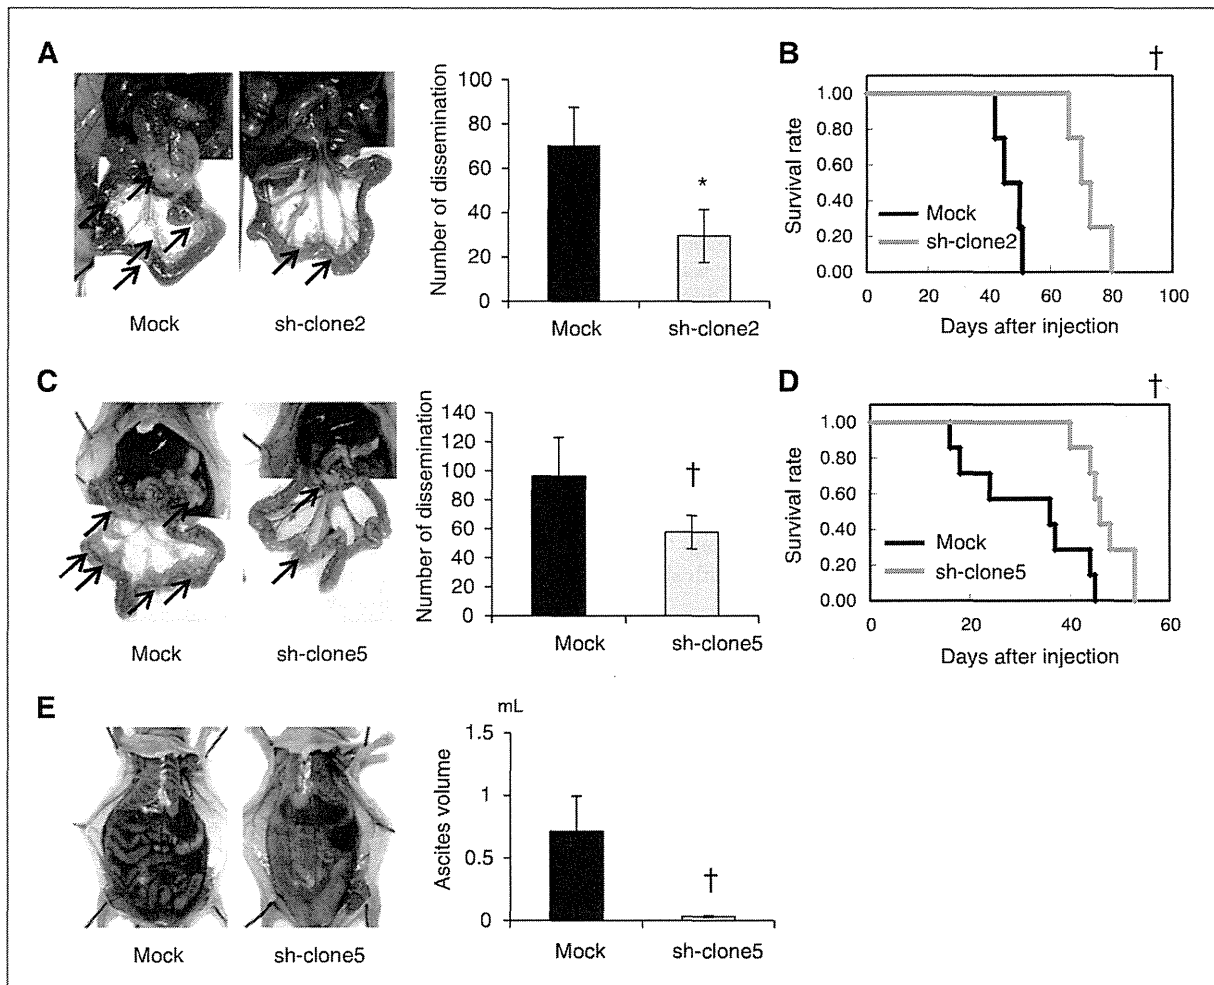 A
Mock
sh-clone2
Number of dissemination
100
80
60
40
20
0
*
Mock
sh-clone2
B
†
Survival rate
1.00
0.80
0.60
0.40
0.20
0.00
Mock
sh-clone2
0 20 40 60 80 100
Days after injection
C
Mock
sh-clone5
Number of dissemination
140
120
100
80
60
40
20
0
†
Mock
sh-clone5
D
†
Survival rate
1.00
0.80
0.60
0.40
0.20
0.00
Mock
sh-clone5
0 20 40 60
Days after injection
E
Mock
sh-clone5
mL
Ascites volume
1.5
1
0.5
0
†
Mock
sh-clone5